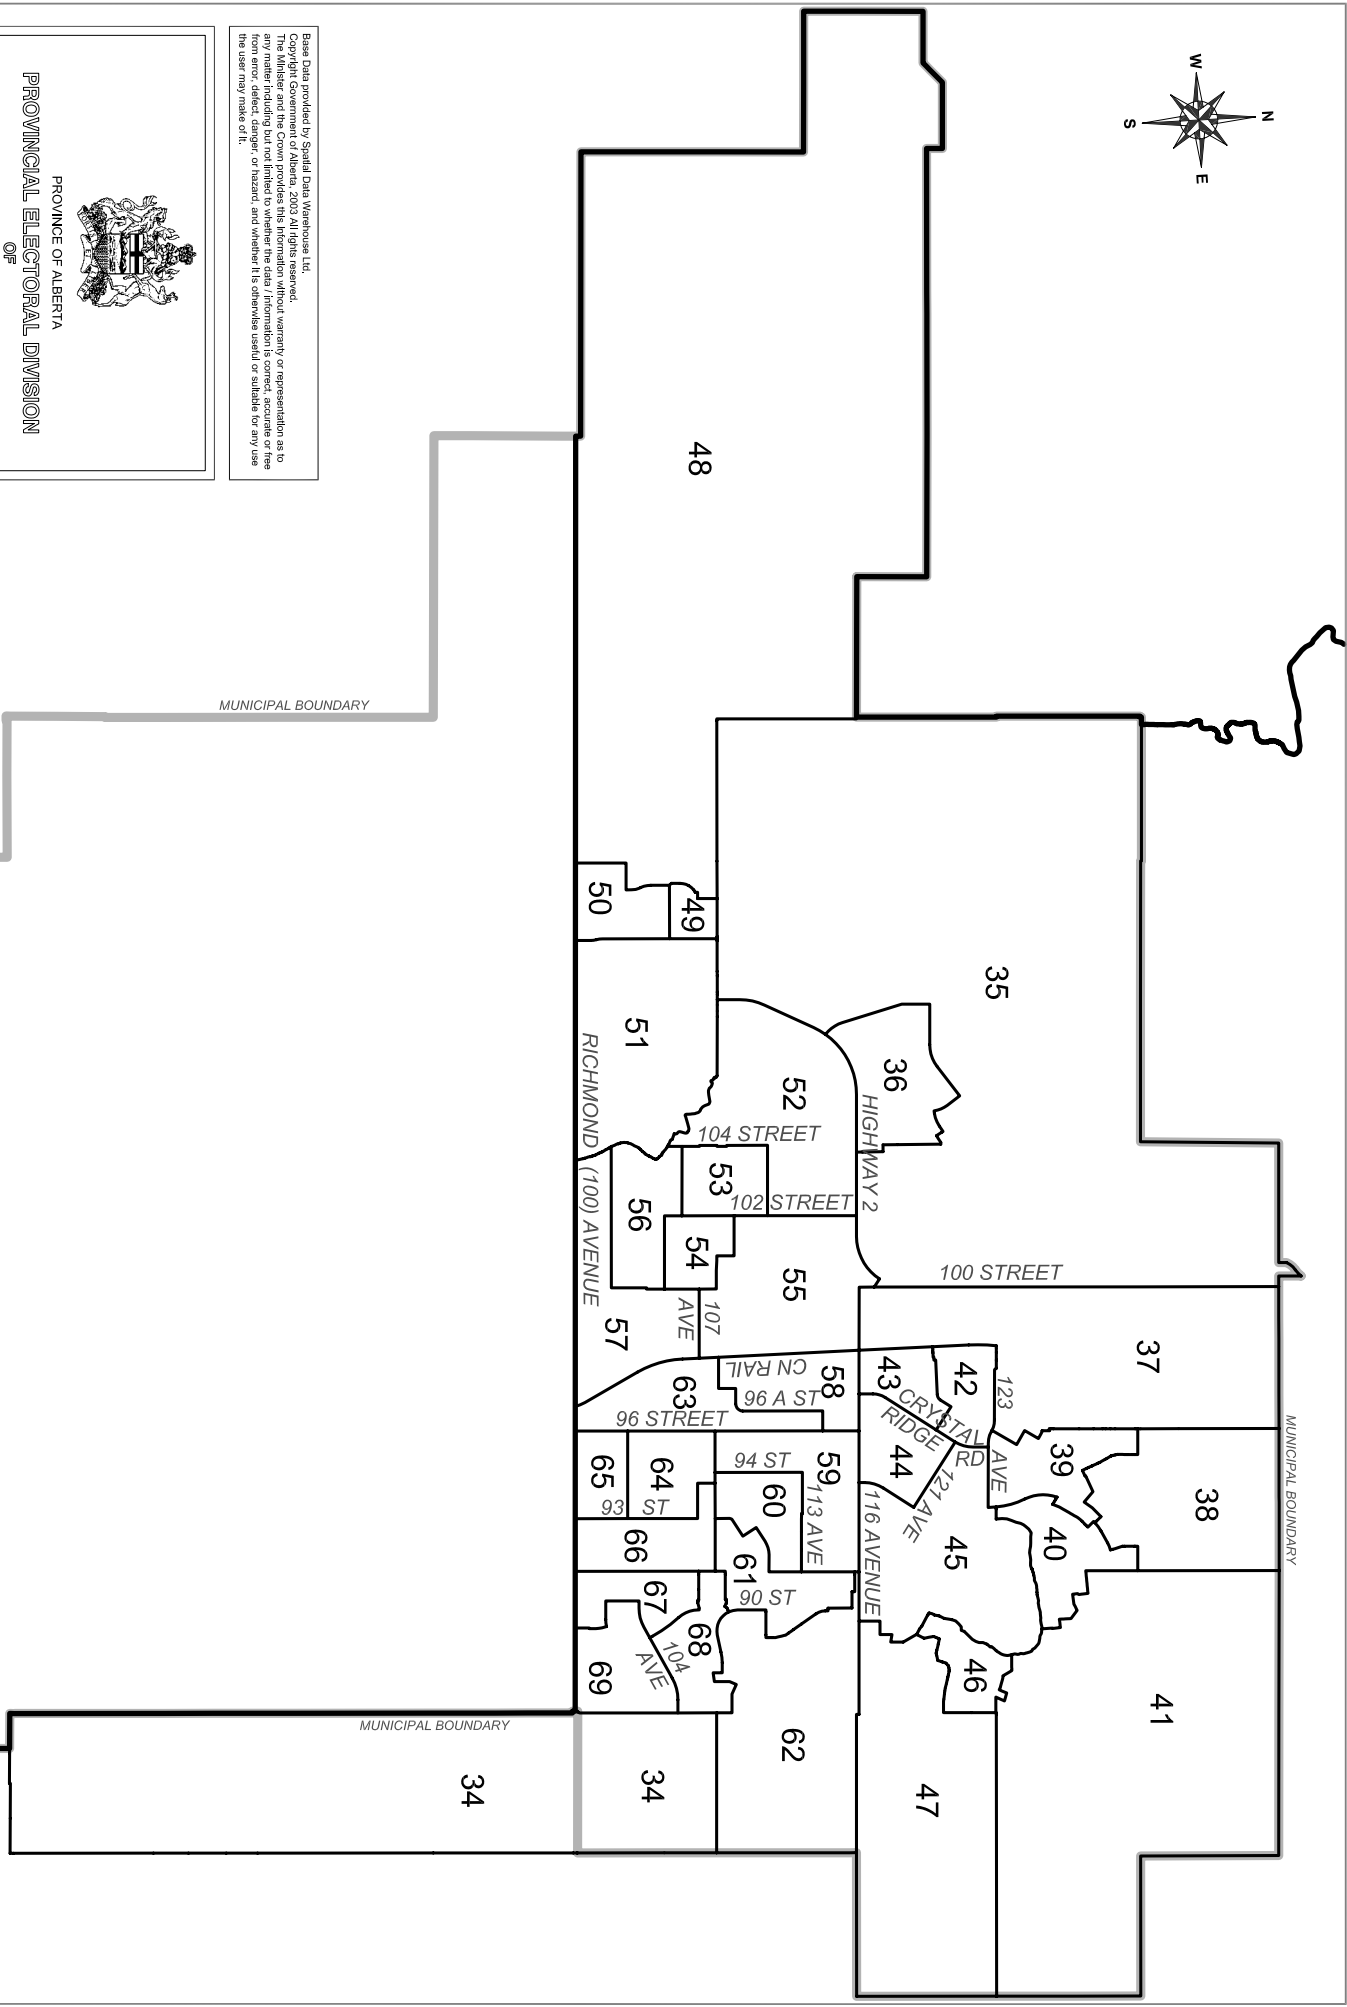 W
N
S
E
Base Data provided by Spatial Data Warehouse Ltd.
Copyright Government of Alberta, 2003 All rights reserved.
The Minister and the Crown provides this information without warranty or representation as to
any matter including but not limited to whether the data / information is correct, accurate or free
from error, defect, danger, or hazard, and whether it is otherwise useful or suitable for any use
the user may make of it.
PROVINCE OF ALBERTA
PROVINCIAL ELECTORAL DIVISION
OF
MUNICIPAL BOUNDARY
48
35
36
HIGHWAY 2
50
49
51
RICHMOND (100) AVENUE
52
104 STREET
53
102 STREET
56
54
55
107
AVE
57
100 STREET
37
MUNICIPAL BOUNDARY
38
39
40
41
42
123
AVE
43
CRYSTAL
RIDGE
RD
44
121 AVE
45
46
47
116 AVENUE
58
CN RAIL
96 A ST
63
96 STREET
59
94 ST
60
113 AVE
61
90 ST
62
65
64
93 ST
66
67
68
104
AVE
69
34
34
MUNICIPAL BOUNDARY